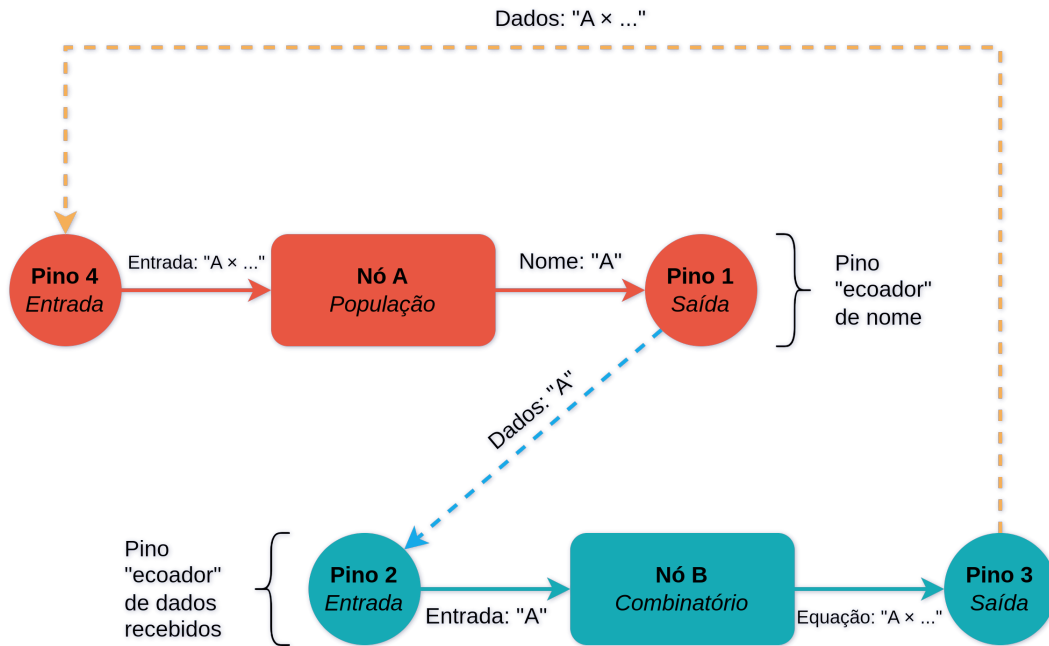 Dados: "A × ..."
Pino 4
Entrada
Entrada: "A × ..."
Nó A
População
Nome: "A"
Pino 1
Saída
Pino
"ecoador"
de nome
Dados: "A"
Pino
"ecoador"
de dados
recebidos
Pino 2
Entrada
Entrada: "A"
Nó B
Combinatório
Equação: "A × ..."
Pino 3
Saída